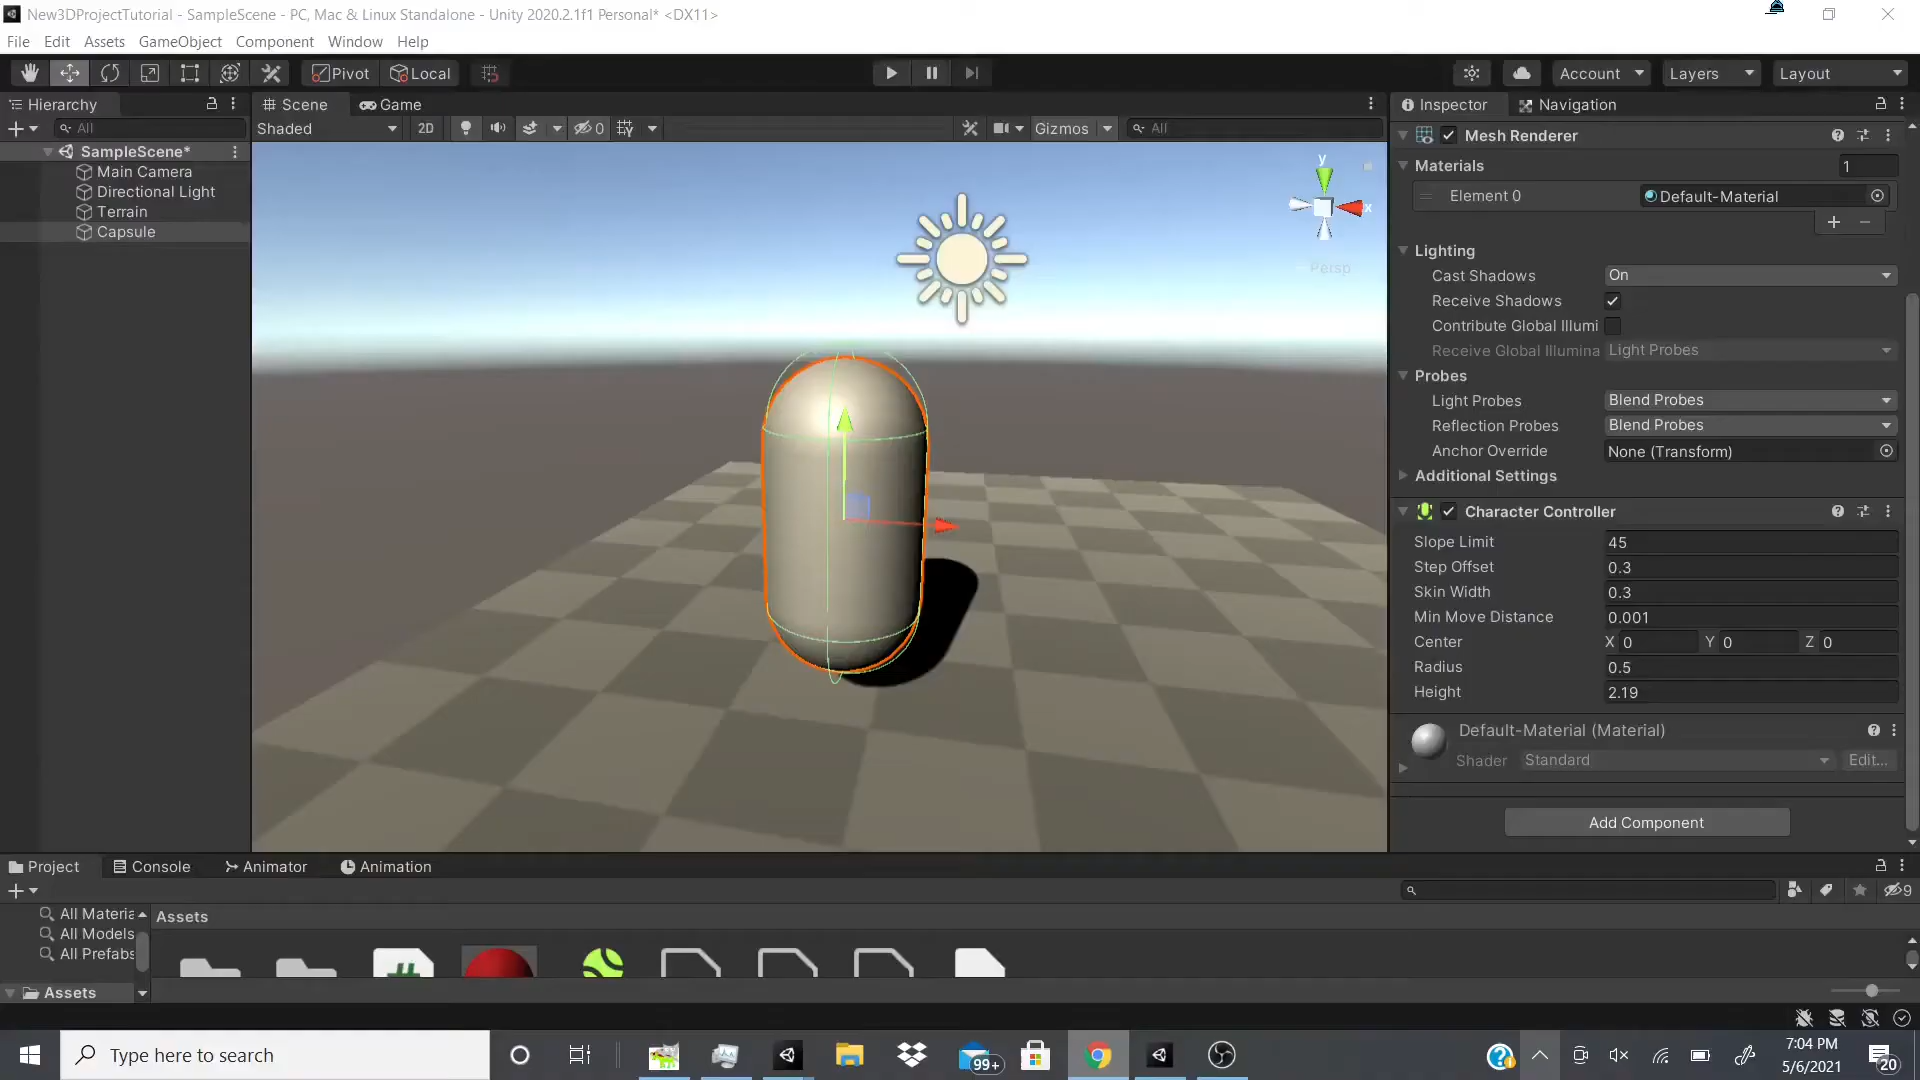 New3DProjectTutorial - SampleScene - PC, Mac & Linux Standalone - Unity 2020.2.1f1 Personal* <DX11>
File Edit Assets GameObject Component Window Help
Pivot Local Account Layers Layout
Hierarchy
All
SampleScene*
Main Camera
Directional Light
Terrain
Capsule
Scene Game
Shaded 2D 0 Gizmos All
y
x
Persp
Inspector Navigation
Mesh Renderer
Materials 1
Element 0 Default-Material
Lighting
Cast Shadows On
Receive Shadows
Contribute Global Illumi
Receive Global Illumina Light Probes
Probes
Light Probes Blend Probes
Reflection Probes Blend Probes
Anchor Override None (Transform)
Additional Settings
Character Controller
Slope Limit 45
Step Offset 0.3
Skin Width 0.3
Min Move Distance 0.001
Center X 0 Y 0 Z 0
Radius 0.5
Height 2.19
Default-Material (Material)
Shader Standard Edit...
Add Component
Project Console Animator Animation
9
All Materia
All Models
All Prefabs
Assets
Assets
Type here to search
99+
7:04 PM
5/6/2021
20